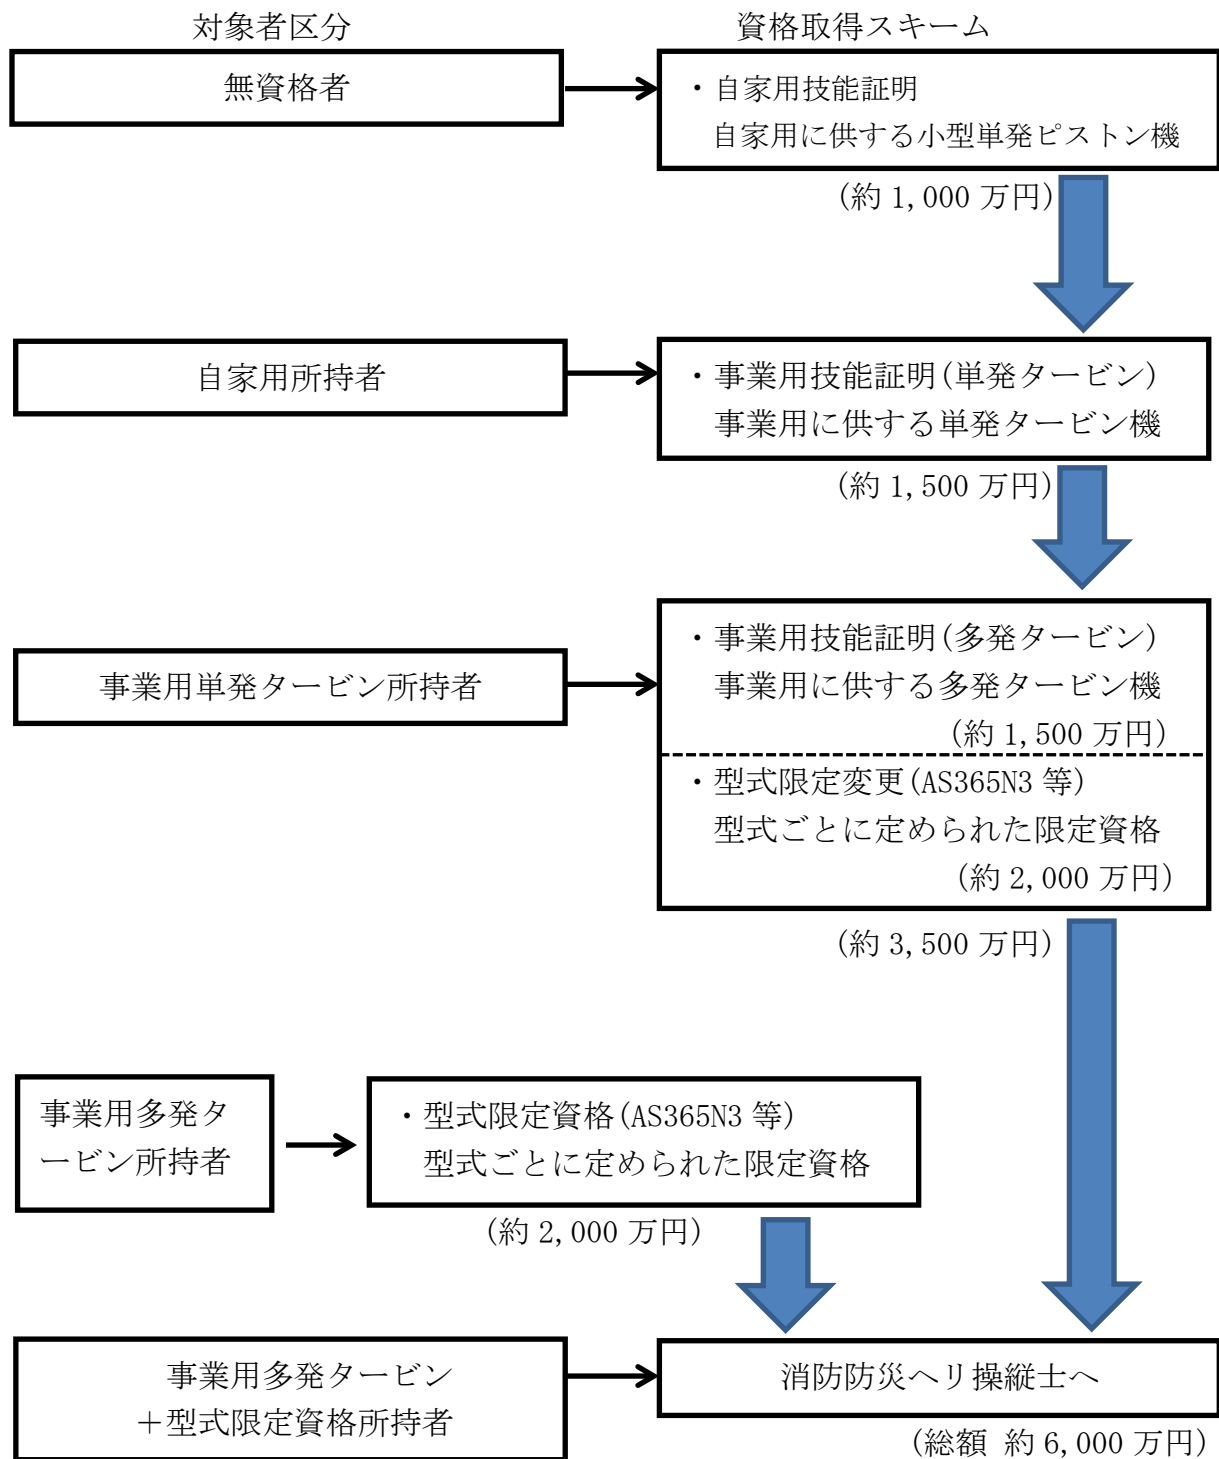 対象者区分
資格取得スキーム
無資格者
・自家用技能証明
自家用に供する小型単発ピストン機
(約 1,000 万円)
自家用所持者
・事業用技能証明(単発タービン)
事業用に供する単発タービン機
(約 1,500 万円)
事業用単発タービン所持者
・事業用技能証明(多発タービン)
事業用に供する多発タービン機
(約 1,500 万円)
・型式限定変更(AS365N3 等)
型式ごとに定められた限定資格
(約 2,000 万円)
(約 3,500 万円)
事業用多発タ
ービン所持者
・型式限定資格(AS365N3 等)
型式ごとに定められた限定資格
(約 2,000 万円)
事業用多発タービン
＋型式限定資格所持者
消防防災ヘリ操縦士へ
(総額 約 6,000 万円)